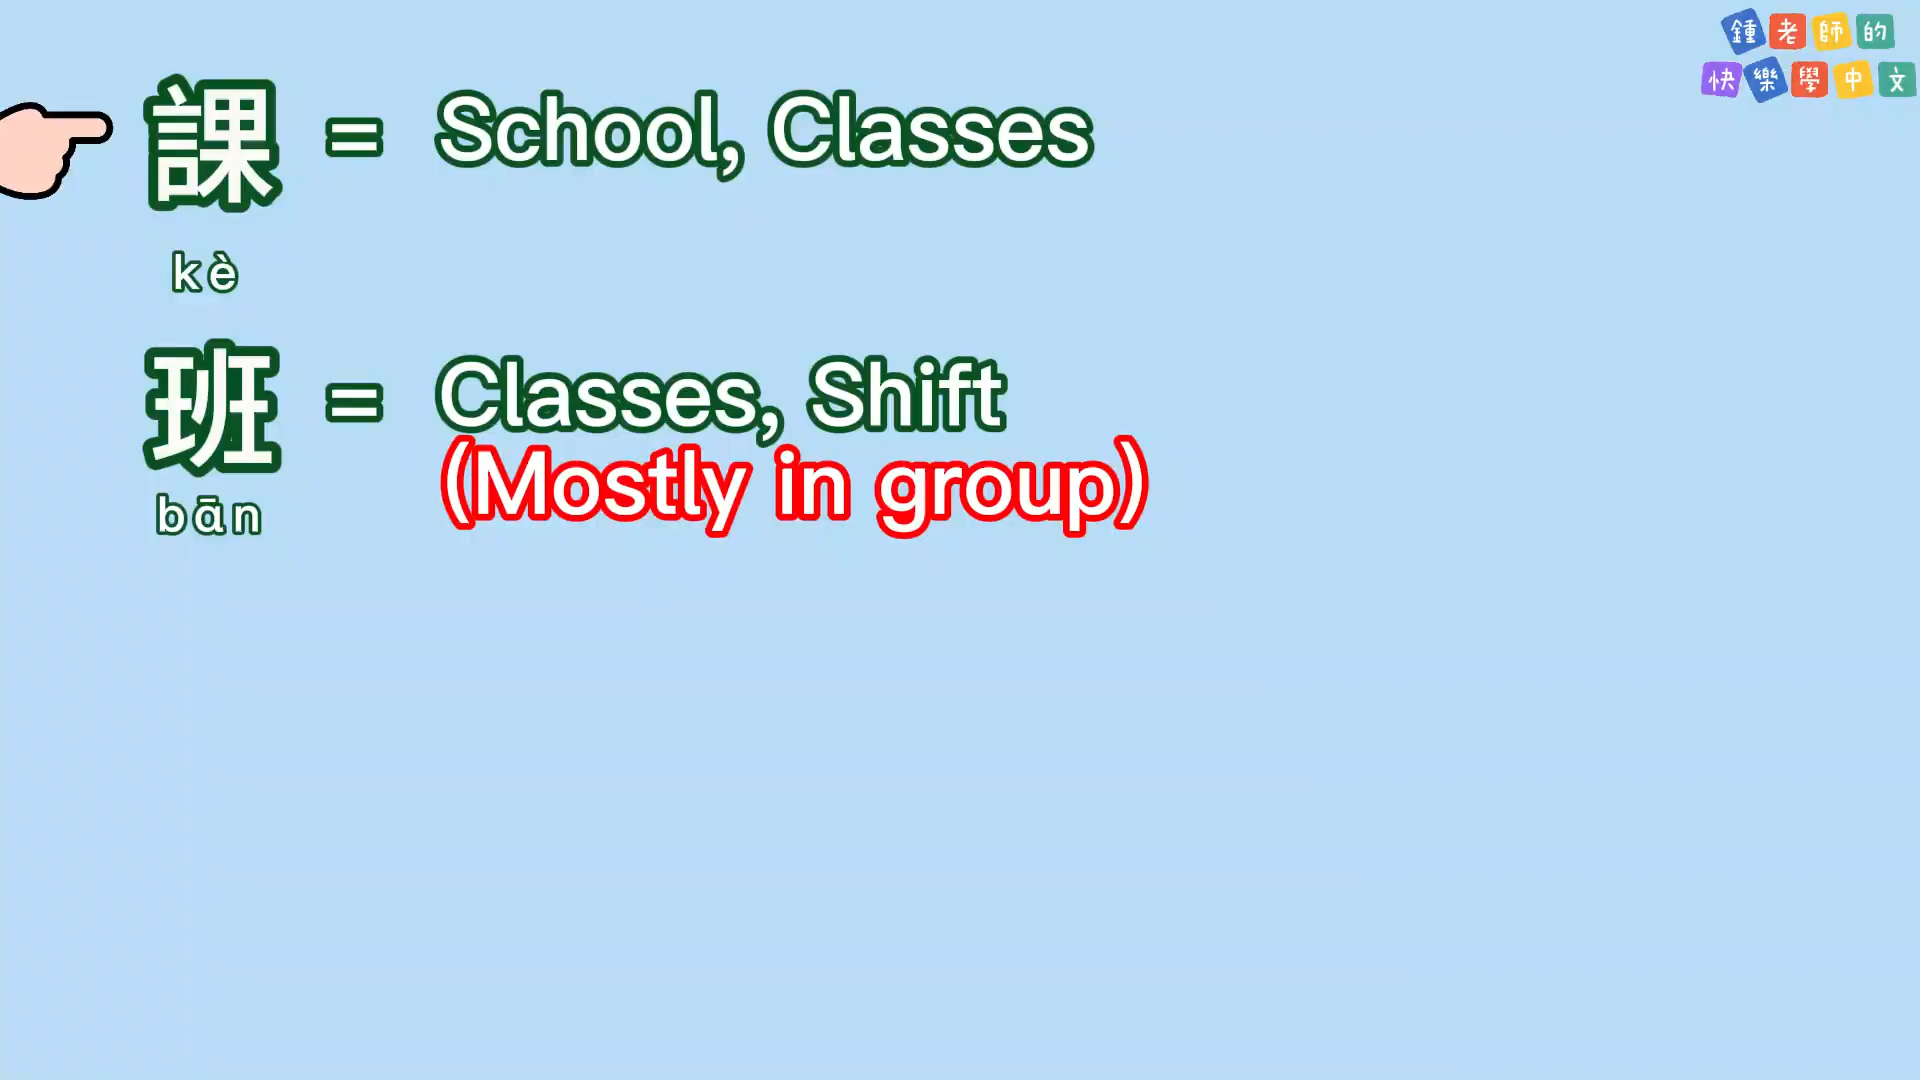 鍾老師的
快樂學中文
課 = School, Classes
kè
班 = Classes, Shift
(Mostly in group)
bān